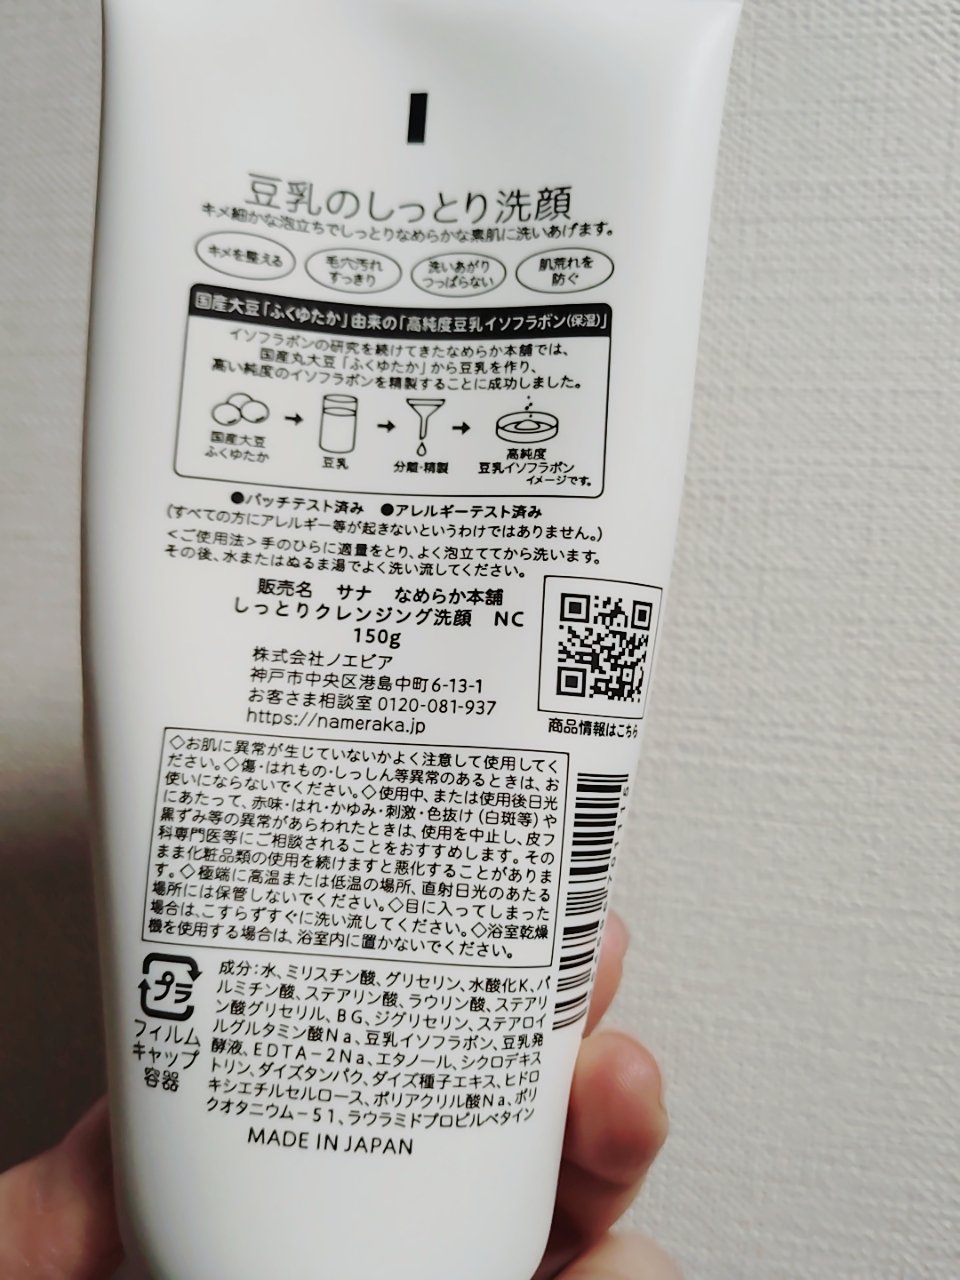 豆乳のしっとり洗顔
キメ細かな泡立ちでしっとりなめらかな素肌に洗いあげます。
キメを整える
毛穴汚れ
すっきり
洗いあがり
つっぱらない
肌荒れを
防ぐ
国産大豆「ふくゆたか」由来の「高純度豆乳イソフラボン(保湿)」
イソフラボンの研究を続けてきたなめらか本舗では、
国産丸大豆「ふくゆたか」から豆乳を作り、
高い純度のイソフラボンを精製することに成功しました。
国産大豆
ふくゆたか
豆乳
分離・精製
高純度
豆乳イソフラボン
イメージです。
●パッチテスト済み ●アレルギーテスト済み
(すべての方にアレルギー等が起きないというわけではありません。)
<ご使用法>手のひらに適量をとり、よく泡立ててから洗います。
その後、水またはぬるま湯でよく洗い流してください。
販売名 サナ なめらか本舗
しっとりクレンジング洗顔 NC
150g
株式会社ノエビア
神戸市中央区港島中町6-13-1
お客さま相談室 0120-081-937
https://nameraka.jp
商品情報はこちら
◇お肌に異常が生じていないかよく注意して使用してく
ださい。◇傷・はれもの・しっしん等異常のあるときは、お
使いにならないでください。◇使用中、または使用後日光
にあたって、赤味・はれ・かゆみ・刺激・色抜け(白斑等)や
黒ずみ等の異常があらわれたときは、使用を中止し、皮フ
科専門医等にご相談されることをおすすめします。その
まま化粧品類の使用を続けますと悪化することがありま
す。◇極端に高温または低温の場所、直射日光のあたる
場所には保管しないでください。◇目に入ってしまった
場合は、こすらずすぐに洗い流してください。◇浴室乾燥
機を使用する場合は、浴室内に置かないでください。
プラ
フィルム
キャップ
容器
成分:水、ミリスチン酸、グリセリン、水酸化K、パ
ルミチン酸、ステアリン酸、ラウリン酸、ステアリ
ン酸グリセリル、BG、ジグリセリン、ステアロイ
ルグルタミン酸Na、豆乳イソフラボン、豆乳発
酵液、EDTA-2Na、エタノール、シクロデキス
トリン、ダイズタンパク、ダイズ種子エキス、ヒドロ
キシエチルセルロース、ポリアクリル酸Na、ポリ
クオタニウム-51、ラウラミドプロピルベタイン
MADE IN JAPAN